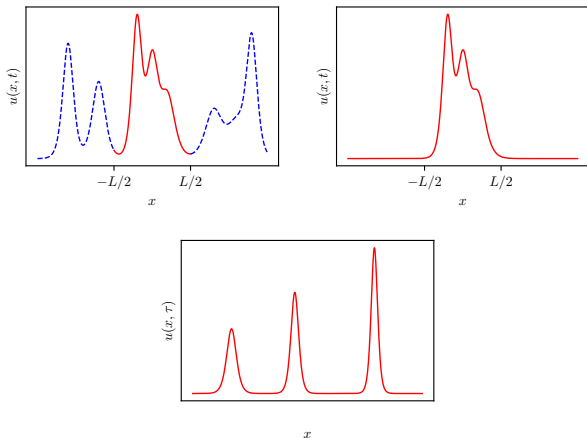 u(x, t)
−L/2
L/2
x
u(x, t)
−L/2
L/2
x
u(x, τ)
x